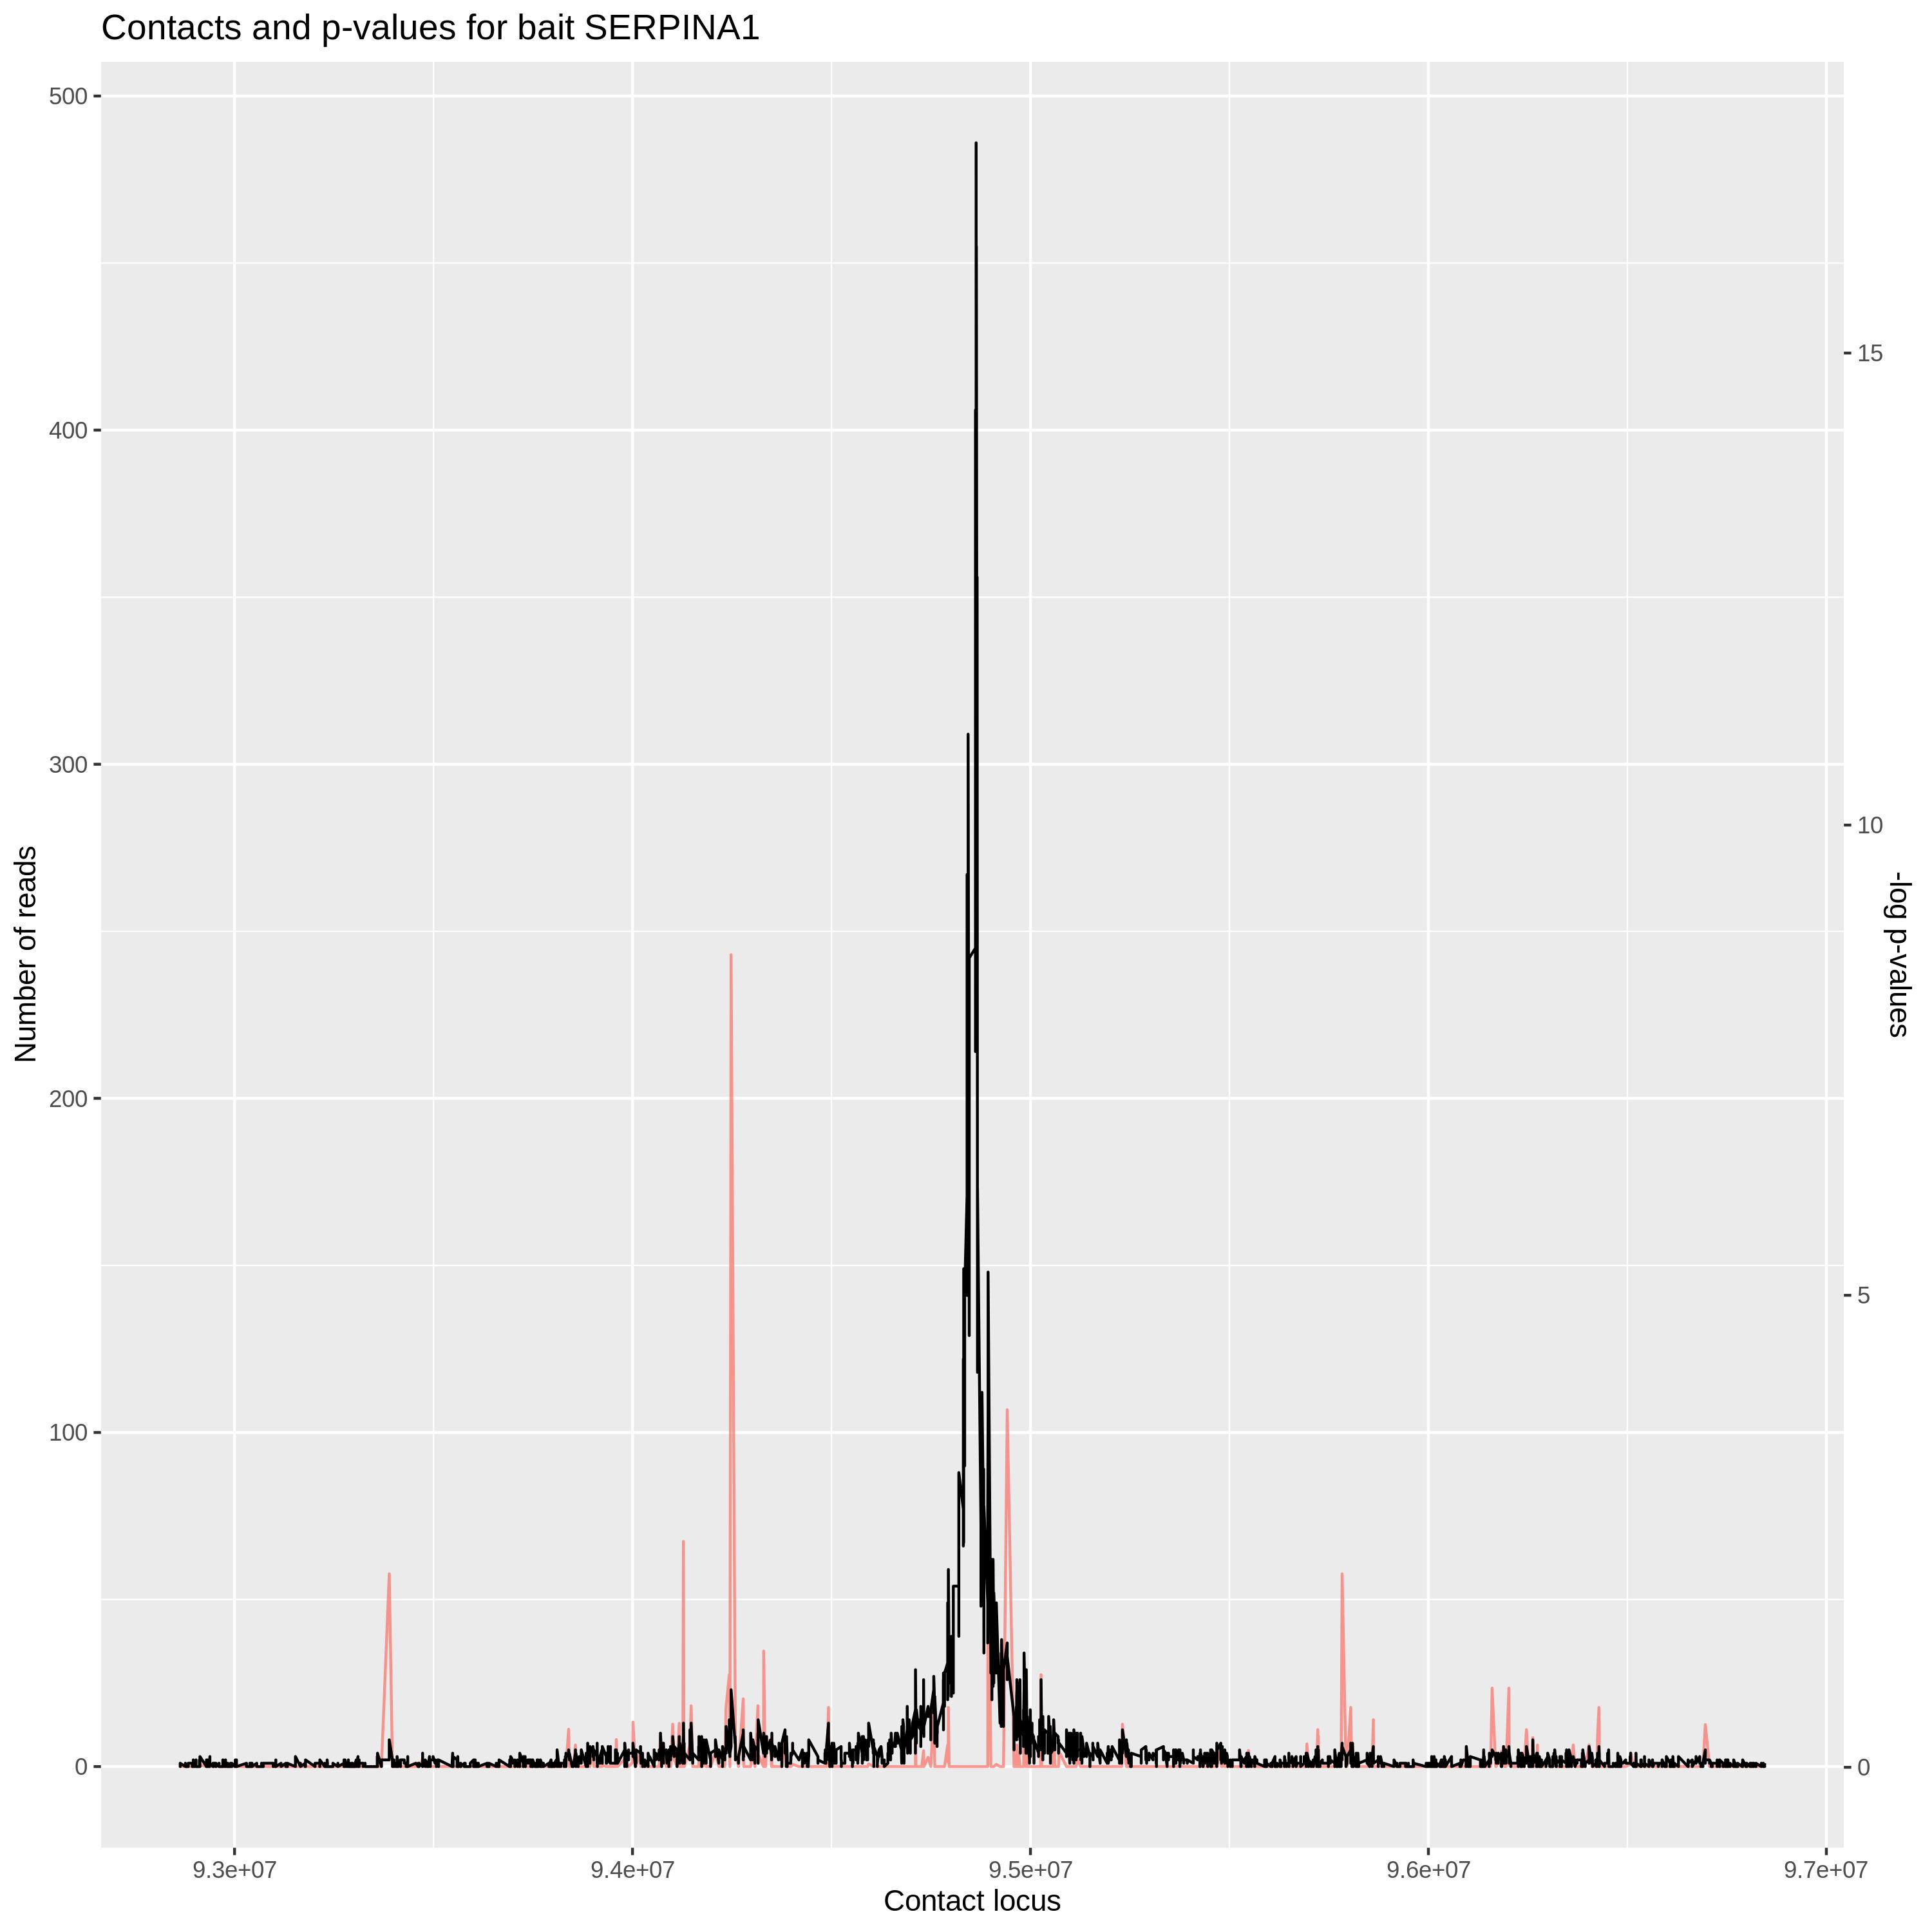 Contacts and p-values for bait SERPINA1
500
400
300
200
100
0
Number of reads
15
10
5
0
-log p-values
9.3e+07 9.4e+07 9.5e+07 9.6e+07 9.7e+07
Contact locus